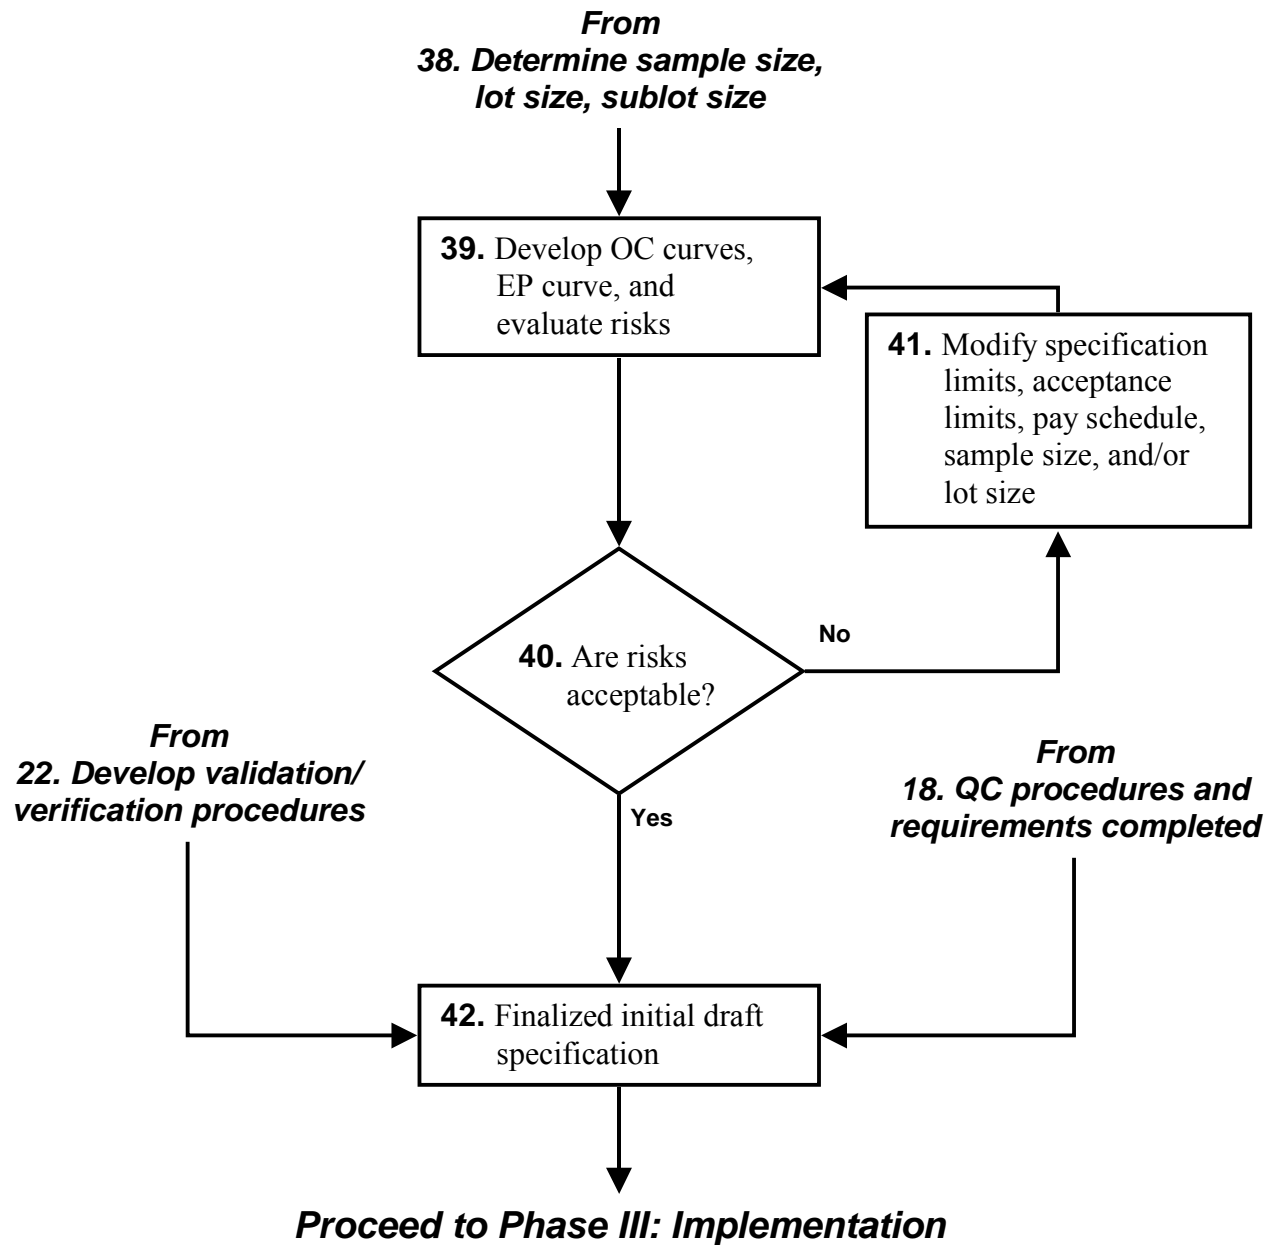 From
38. Determine sample size,
lot size, sublot size
39. Develop OC curves,
EP curve, and
evaluate risks
41. Modify specification
limits, acceptance
limits, pay schedule,
sample size, and/or
lot size
40. Are risks
acceptable?
No
From
22. Develop validation/
verification procedures
Yes
From
18. QC procedures and
requirements completed
42. Finalized initial draft
specification
Proceed to Phase III: Implementation